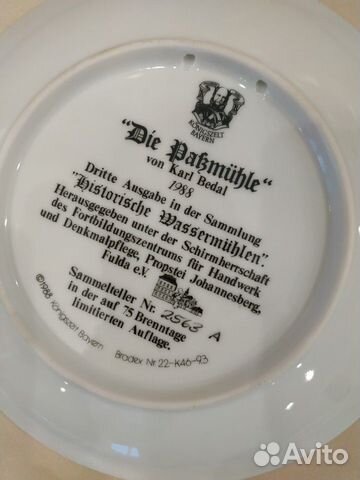 KÖNIGSZELT
BAYERN
"Die Paßmühle"
von Karl Bedal
1988
Dritte Ausgabe in der Sammlung
"Historische Wassermühlen".
Herausgegeben unter der Schirmherrschaft
des Fortbildungszentrums für Handwerk
und Denkmalpflege, Propstei Johannesberg,
Fulda e.V.
Sammelteller Nr. 2563 A
in der auf 75 Brenntage
limitierten Auflage.
©1988 Königszelt Bayern Bradex Nr. 22-K46-9.3
Avito